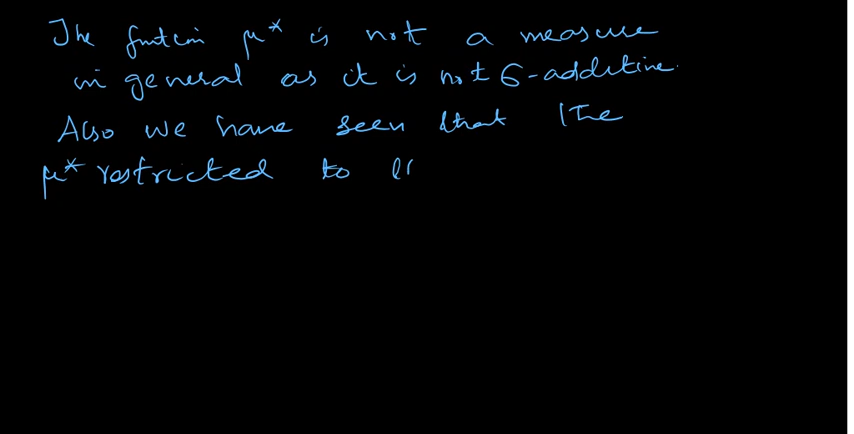 The function μ* is not a measure
in general as it is not σ-additive.
Also we have seen that the
μ* restricted to